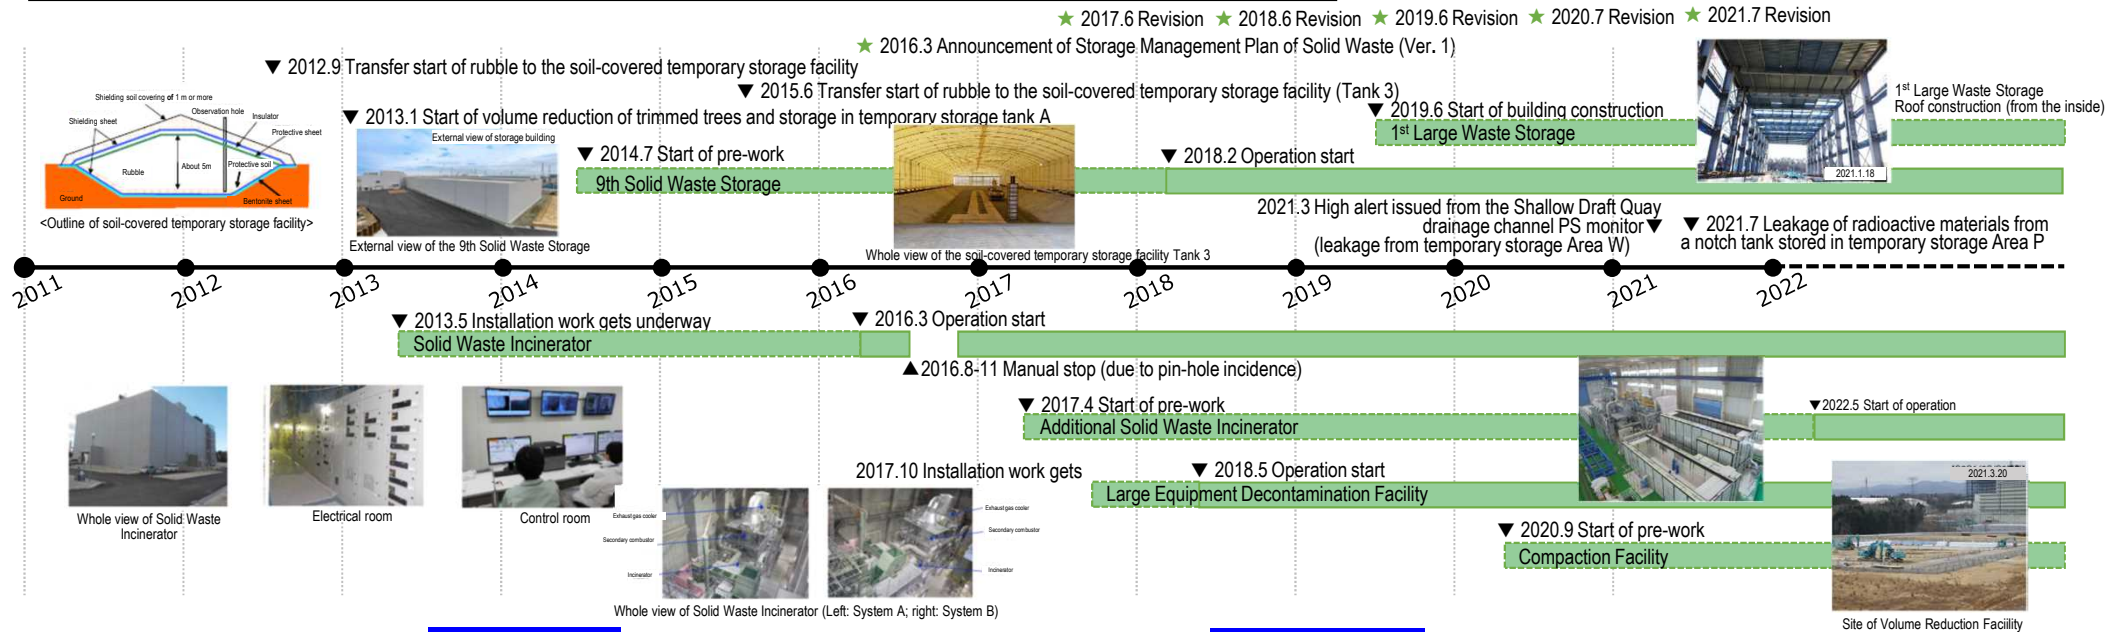 ★ 2017.6 Revision ★ 2018.6 Revision ★ 2019.6 Revision ★ 2020.7 Revision ★ 2021.7 Revision
★ 2016.3 Announcement of Storage Management Plan of Solid Waste (Ver. 1)
▼ 2012.9 Transfer start of rubble to the soil-covered temporary storage facility
▼ 2015.6 Transfer start of rubble to the soil-covered temporary storage facility (Tank 3)
▼ 2013.1 Start of volume reduction of trimmed trees and storage in temporary storage tank A
▼ 2019.6 Start of building construction
1st Large Waste Storage
1st Large Waste Storage
Roof construction (from the inside)
2021.1.18
Shielding soil covering of 1 m or more
Observation hole
Shielding sheet
Insulator
Protective sheet
About 5m
Protective soil
Rubble
Ground
Bentonite sheet
<Outline of soil-covered temporary storage facility>
External view of storage building
External view of the 9th Solid Waste Storage
▼ 2014.7 Start of pre-work
9th Solid Waste Storage
▼ 2018.2 Operation start
Whole view of the soil-covered temporary storage facility Tank 3
2021.3 High alert issued from the Shallow Draft Quay
drainage channel PS monitor ▼
(leakage from temporary storage Area W)
▼ 2021.7 Leakage of radioactive materials from
a notch tank stored in temporary storage Area P
2011 2012 2013 2014 2015 2016 2017 2018 2019 2020 2021 2022
▼ 2013.5 Installation work gets underway
Solid Waste Incinerator
▼ 2016.3 Operation start
▲ 2016.8-11 Manual stop (due to pin-hole incidence)
▼ 2017.4 Start of pre-work
Additional Solid Waste Incinerator
▼ 2022.5 Start of operation
2017.10 Installation work gets
▼ 2018.5 Operation start
Large Equipment Decontamination Facility
▼ 2020.9 Start of pre-work
Compaction Facility
2021.3.20
Site of Volume Reduction Faciility
Whole view of Solid Waste
Incinerator
Electrical room
Control room
Exhaust gas cooler
Secondary combustor
Incinerator
Exhaust gas cooler
Secondary combustor
Incinerator
Whole view of Solid Waste Incinerator (Left: System A; right: System B)